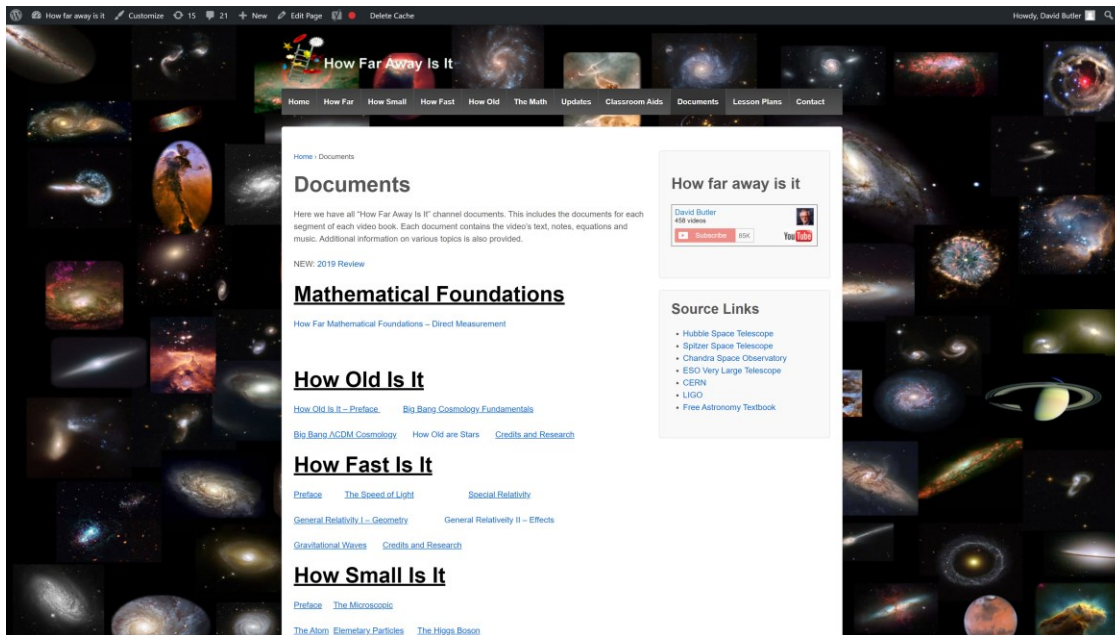 How far away is it Customize 15 21 New Edit Page Delete Cache Howdy, David Butler
How Far Away Is It
Home How Far How Small How Fast How Old The Math Updates Classroom Aids Documents Lesson Plans Contact
Home › Documents
Documents
Here we have all “How Far Away Is It” channel documents. This includes the documents for each
segment of each video book. Each document contains the video’s text, notes, equations and
music. Additional information on various topics is also provided.
NEW: 2019 Review
Mathematical Foundations
How Far Mathematical Foundations – Direct Measurement
How Old Is It
How Old Is It – Preface Big Bang Cosmology Fundamentals
Big Bang ΛCDM Cosmology How Old are Stars Credits and Research
How Fast Is It
Preface The Speed of Light Special Relativity
General Relativity I – Geometry General Relativeity II – Effects
Gravitational Waves Credits and Research
How Small Is It
Preface The Microscopic
The Atom Elemetary Particles The Higgs Boson
How far away is it
David Butler
458 videos
Subscribe 85K YouTube
Source Links
Hubble Space Telescope
Spitzer Space Telescope
Chandra Space Observatory
ESO Very Large Telescope
CERN
LIGO
Free Astronomy Textbook